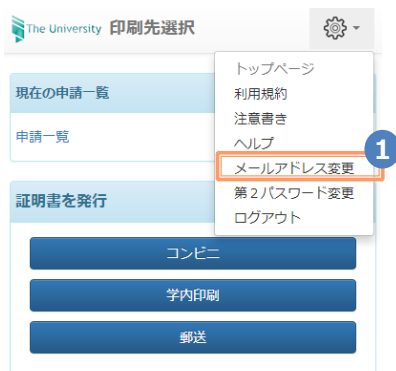 The University 印刷先選択
トップページ
利用規約
注意書き
ヘルプ
メールアドレス変更
第２パスワード変更
ログアウト
1
現在の申請一覧
申請一覧
証明書を発行
コンビニ
学内印刷
郵送